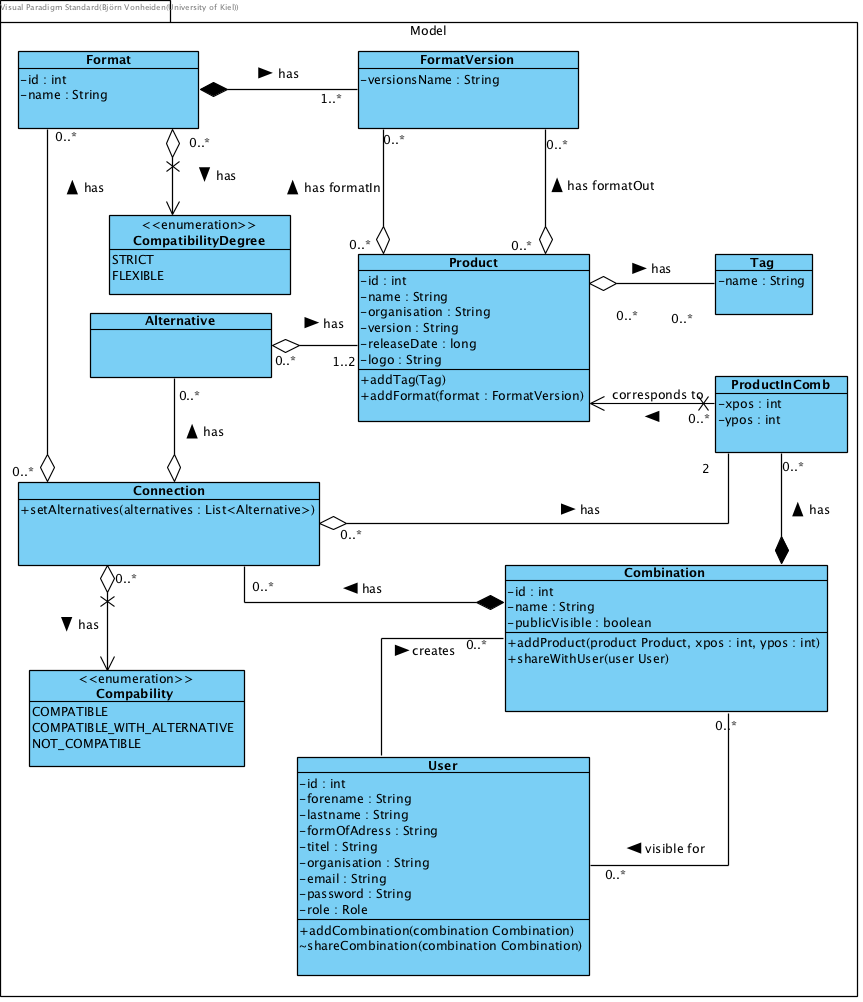 Visual Paradigm Standard(Björn Vonheiden(University of Kiel))
Model
Format
-id : int
-name : String
has
1..*
FormatVersion
-versionsName : String
0..*
0..*
0..*
0..*
has
has
has formatIn
has formatOut
<<enumeration>>
CompatibilityDegree
STRICT
FLEXIBLE
0..*
0..*
Product
-id : int
-name : String
-organisation : String
-version : String
-releaseDate : long
-logo : String
+addTag(Tag)
+addFormat(format : FormatVersion)
has
0..*
0..*
Tag
-name : String
Alternative
has
0..*
1..2
0..*
has
corresponds to
0..*
ProductInComb
-xpos : int
-ypos : int
2
0..*
has
0..*
Connection
+setAlternatives(alternatives : List<Alternative>)
has
0..*
0..*
0..*
has
has
Combination
-id : int
-name : String
-publicVisible : boolean
+addProduct(product Product, xpos : int, ypos : int)
+shareWithUser(user User)
creates
0..*
<<enumeration>>
Compability
COMPATIBLE
COMPATIBLE_WITH_ALTERNATIVE
NOT_COMPATIBLE
0..*
visible for
0..*
User
-id : int
-forename : String
-lastname : String
-formOfAdress : String
-titel : String
-organisation : String
-email : String
-password : String
-role : Role
+addCombination(combination Combination)
~shareCombination(combination Combination)